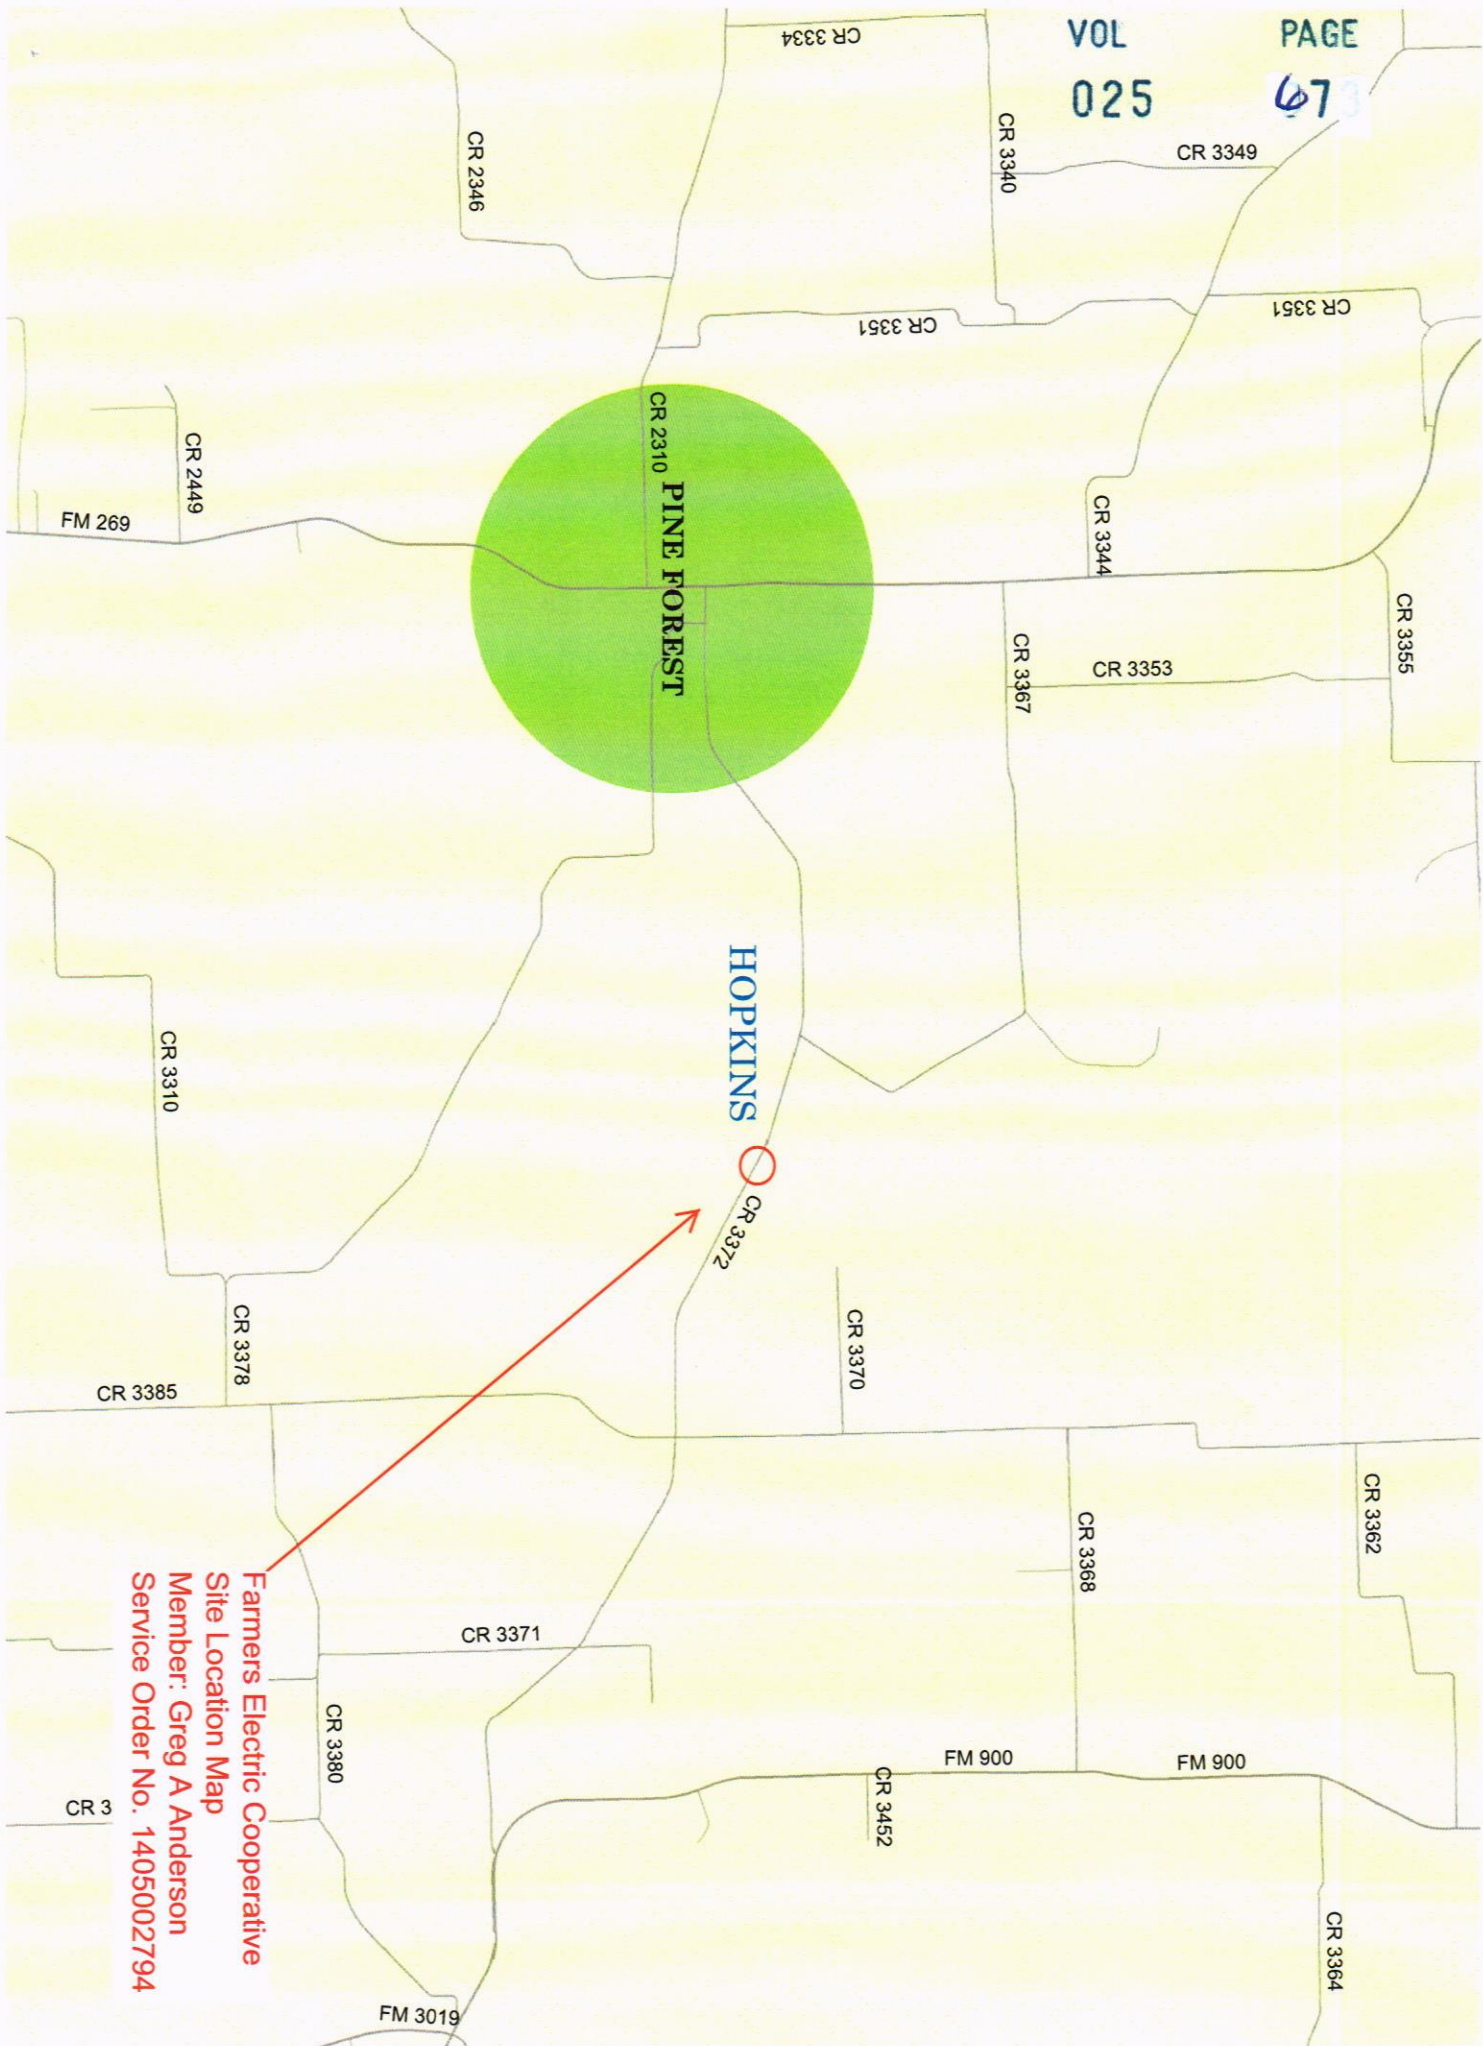 VOL PAGE
025 67
CR 3334
CR 3340
CR 3349
CR 2346
CR 3351
CR 3351
CR 2310
PINE FOREST
CR 2449
FM 269
CR 3344
CR 3355
CR 3367
CR 3353
HOPKINS
CR 3310
CR 3372
CR 3370
CR 3378
CR 3385
CR 3362
CR 3368
CR 3371
CR 3380
CR 3
FM 900
FM 900
CR 3452
CR 3364
FM 3019
Farmers Electric Cooperative
Site Location Map
Member: Greg A Anderson
Service Order No. 1405002794